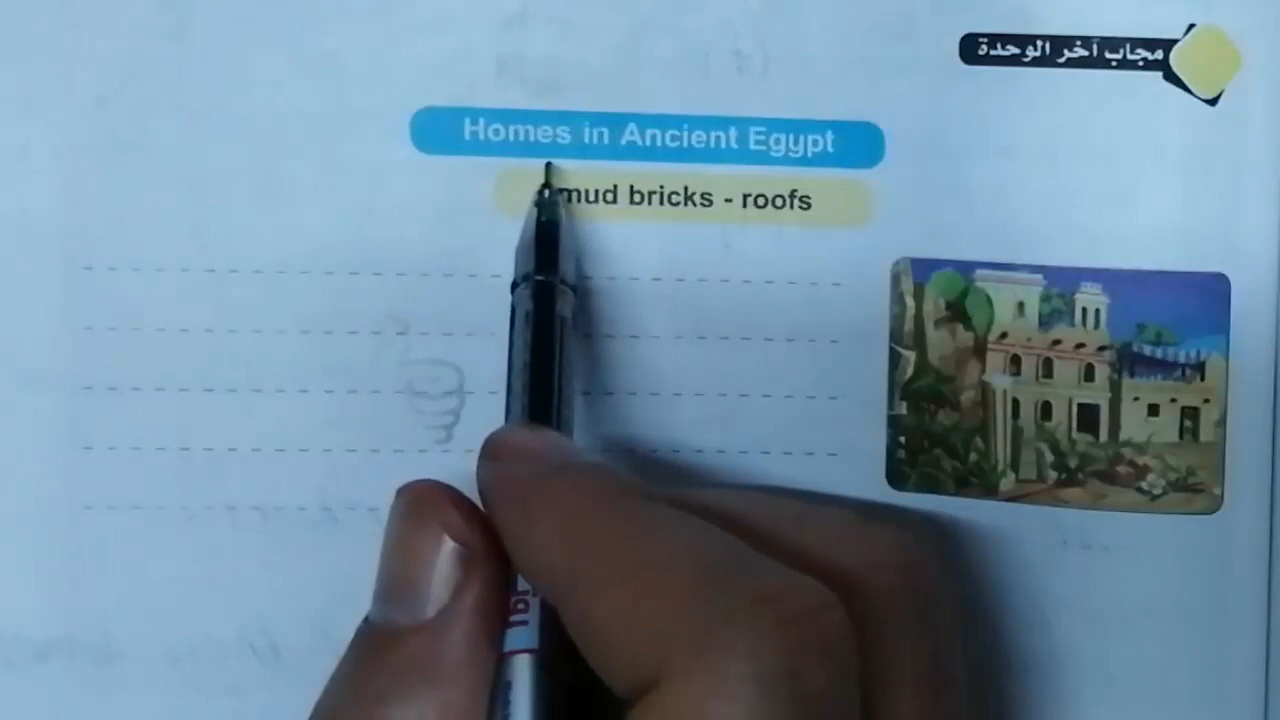 مجاب آخر الوحدة
Homes in Ancient Egypt
mud bricks - roofs